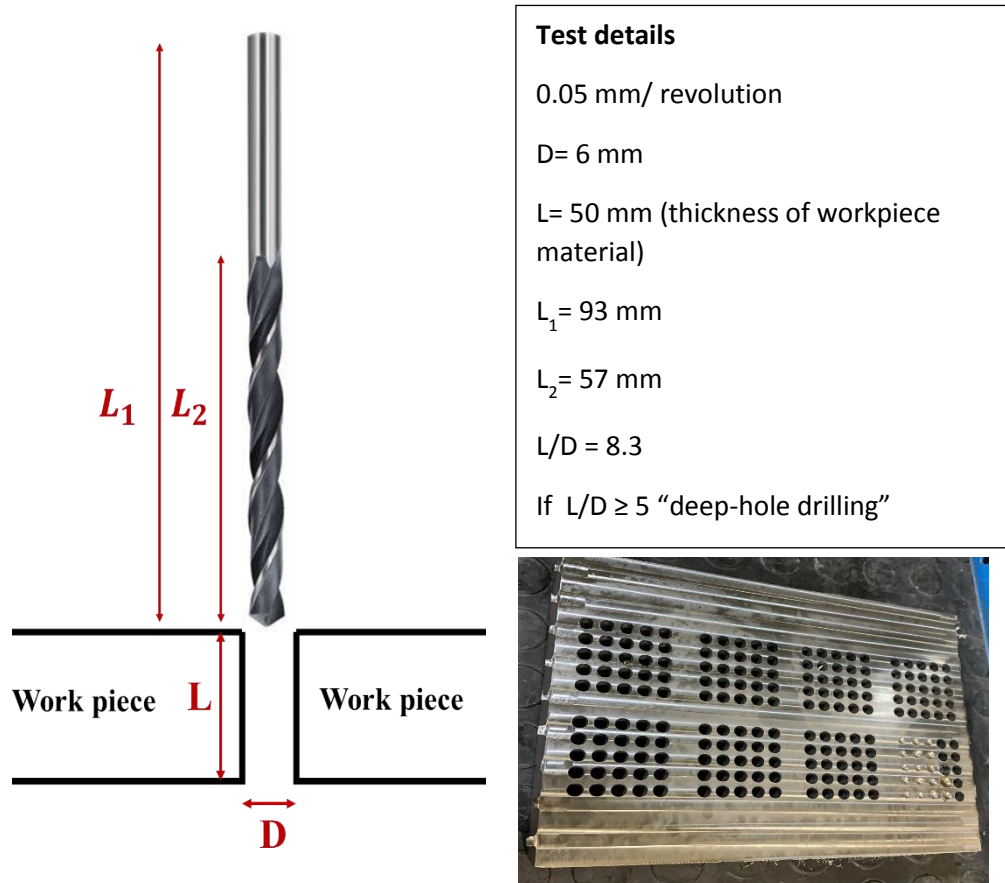 L₁
L₂
Work piece
L
Work piece
D
Test details
0.05 mm/ revolution
D= 6 mm
L= 50 mm (thickness of workpiece
material)
L₁= 93 mm
L₂= 57 mm
L/D = 8.3
If L/D ≥ 5 “deep-hole drilling”